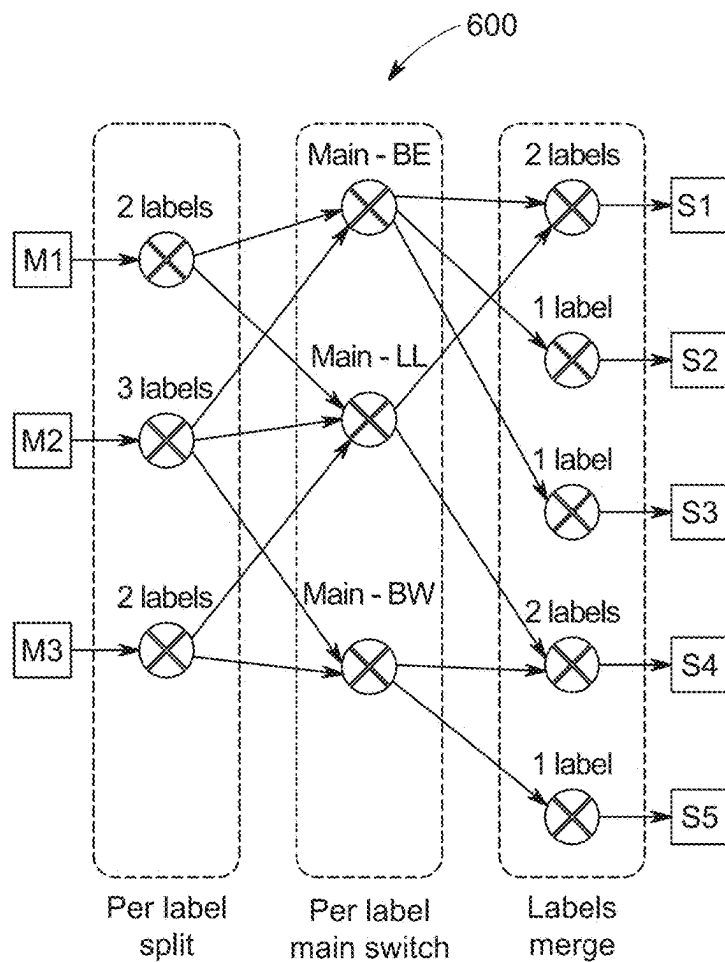 600
Main - BE
2 labels
2 labels
S1
M1
1 label
Main - LL
S2
3 labels
M2
1 label
S3
2 labels
Main - BW
2 labels
M3
S4
1 label
S5
Per label
split
Per label
main switch
Labels
merge